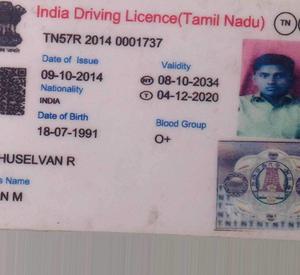 India Driving Licence(Tamil Nadu) TN
TN57R 2014 0001737
Date of Issue
Validity
09-10-2014
NT 08-10-2034
Nationality
INDIA
T 04-12-2020
Date of Birth
Blood Group
18-07-1991
O+
HUSELVAN R
s Name
N M